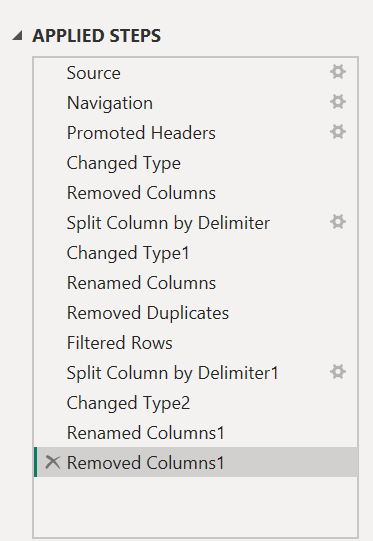 APPLIED STEPS
Source
Navigation
Promoted Headers
Changed Type
Removed Columns
Split Column by Delimiter
Changed Type1
Renamed Columns
Removed Duplicates
Filtered Rows
Split Column by Delimiter1
Changed Type2
Renamed Columns1
Removed Columns1